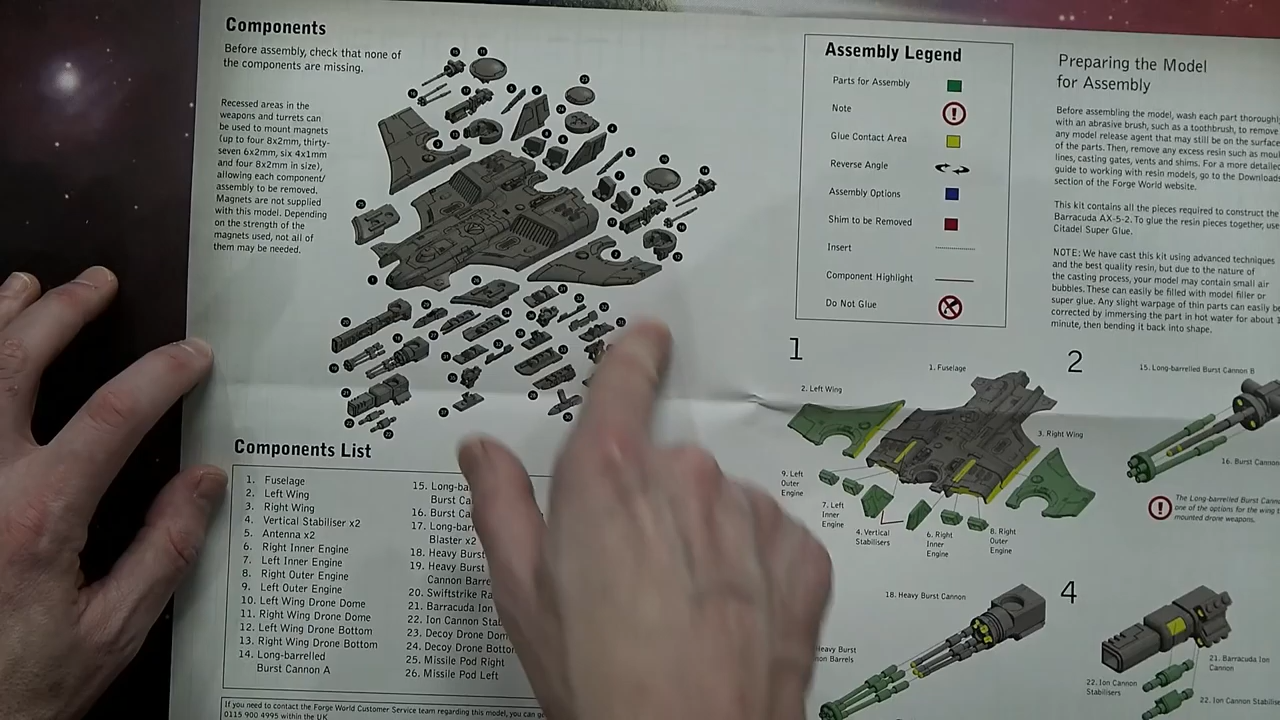 Components
Before assembly, check that none of
the components are missing.
Recessed areas in the
weapons and turrets can
be used to mount magnets
(up to four 8x2mm, thirty-
seven 6x2mm, six 4x1mm
and four 8x2mm in size),
allowing each component/
assembly to be removed.
Magnets are not supplied
with this model. Depending
on the strength of the
magnets used, not all of
them may be needed.
Assembly Legend
Parts for Assembly
Note
Glue Contact Area
Reverse Angle
Assembly Options
Shim to be Removed
Insert
Component Highlight
Do Not Glue
Preparing the Model
for Assembly
Before assembling the model, wash each part thoroughly
with an abrasive brush, such as a toothbrush, to remove
any model release agent that may still be on the surface
of the parts. Then, remove any excess resin such as mou
lines, casting gates, vents and shims. For a more detailed
guide to working with resin models, go to the Downloads
section of the Forge World website.
This kit contains all the pieces required to construct the
Barracuda AX-5-2. To glue the resin pieces together, use
Citadel Super Glue.
NOTE: We have cast this kit using advanced techniques
and the best quality resin, but due to the nature of
the casting process, your model may contain small air
bubbles. These can easily be filled with model filler or
super glue. Any slight warpage of thin parts can easily be
corrected by immersing the part in hot water for about 1
minute, then bending it back into shape.
1
1. Fuselage
2. Left Wing
3. Right Wing
9. Left
Outer
Engine
7. Left
Inner
Engine
4. Vertical
Stabilisers
6. Right
Inner
Engine
8. Right
Outer
Engine
2
15. Long-barrelled Burst Cannon B
16. Burst Cannon
The Long-barrelled Burst Canno
one of the options for the wing t
mounted drone weapons.
Components List
1. Fuselage
2. Left Wing
3. Right Wing
4. Vertical Stabiliser x2
5. Antenna x2
6. Right Inner Engine
7. Left Inner Engine
8. Right Outer Engine
9. Left Outer Engine
10. Left Wing Drone Dome
11. Right Wing Drone Dome
12. Left Wing Drone Bottom
13. Right Wing Drone Bottom
14. Long-barrelled
Burst Cannon A
15. Long-ba
Burst Ca
16. Burst Ca
17. Long-barr
Blaster x2
18. Heavy Burst
19. Heavy Burst
Cannon Barre
20. Swiftstrike Ra
21. Barracuda Ion
22. Ion Cannon Stab
23. Decoy Drone Dom
24. Decoy Drone Bottom
25. Missile Pod Right
26. Missile Pod Left
18. Heavy Burst Cannon
Heavy Burst
non Barrels
4
21. Barracuda Ion
Cannon
22. Ion Cannon
Stabilisers
22. Ion Cannon Stabilise
If you need to contact the Forge World Customer Service team regarding this model, you can
0115 900 4995 within the UK